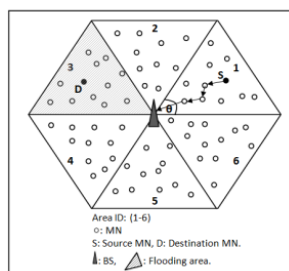 2
3
1
S
D
θ
4
6
5
Area ID: (1-6)
○: MN
S: Source MN, D: Destination MN.
: BS, : Flooding area.